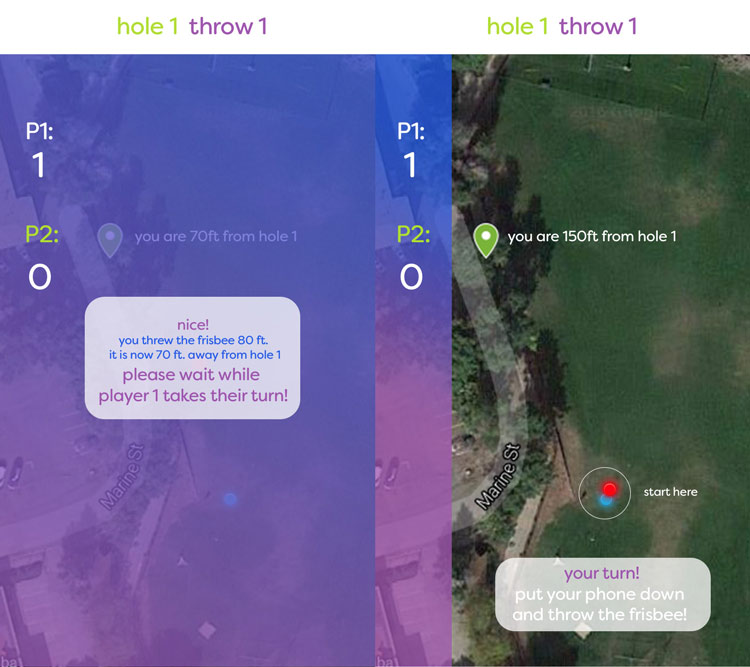 hole 1 throw 1
P1:
1
P2:
0
you are 70ft from hole 1
nice!
you threw the frisbee 80 ft.
it is now 70 ft. away from hole 1
please wait while
player 1 takes their turn!
Marine St
ba
hole 1 throw 1
P1:
1
P2:
0
you are 150ft from hole 1
Marine St
start here
your turn!
put your phone down
and throw the frisbee!
ba